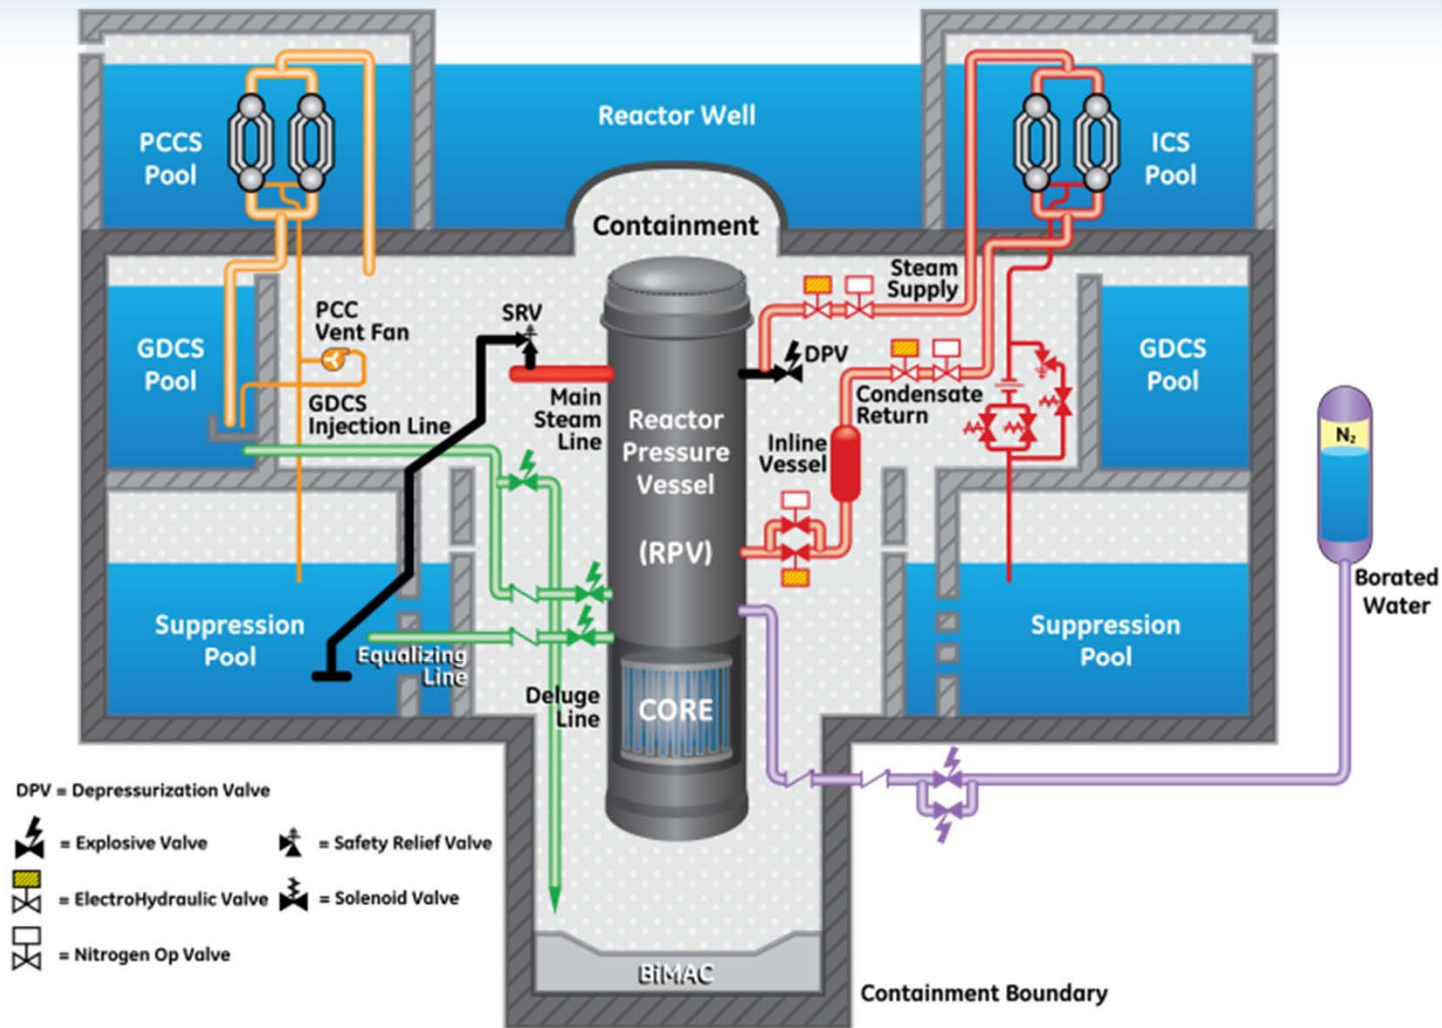 Reactor Well
PCCS
Pool
ICS
Pool
Containment
Steam
Supply
SRV
PCC
Vent Fan
DPV
GDCS
Pool
GDCS
Pool
Main
Steam
Line
Condensate
Return
GDCS
Injection Line
Reactor
Pressure
Vessel
(RPV)
Inline
Vessel
N₂
Borated
Water
Suppression
Pool
Suppression
Pool
Equalizing
Line
Deluge
Line
CORE
DPV = Depressurization Valve
= Explosive Valve
= Safety Relief Valve
= ElectroHydraulic Valve
= Solenoid Valve
= Nitrogen Op Valve
BiMAC
Containment Boundary